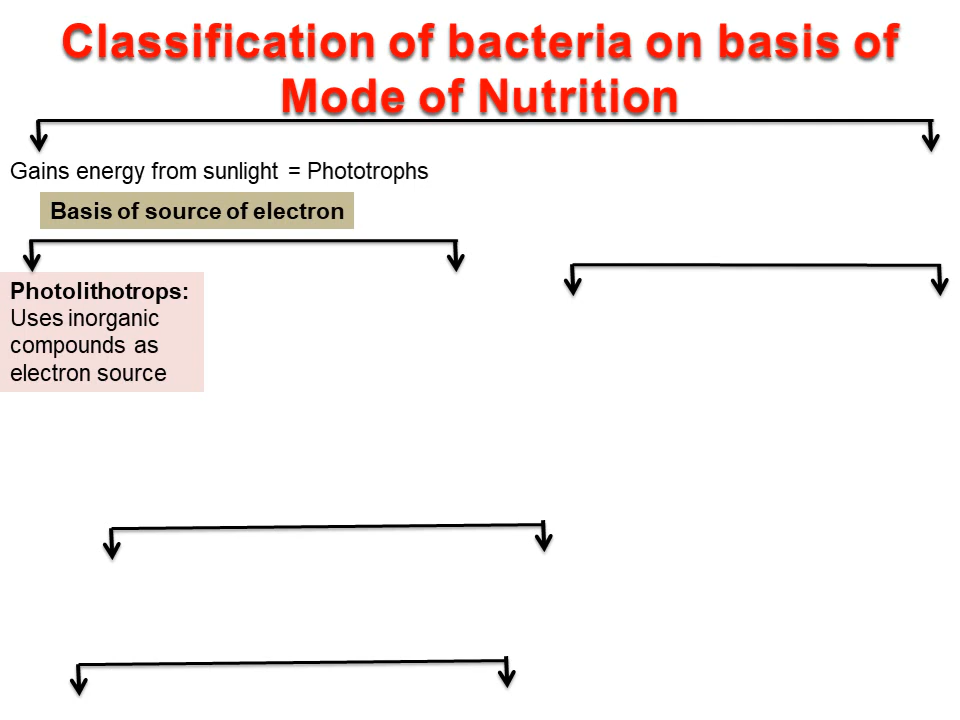 Classification of bacteria on basis of
Mode of Nutrition
Gains energy from sunlight = Phototrophs
Basis of source of electron
Photolithotrops:
Uses inorganic
compounds as
electron source